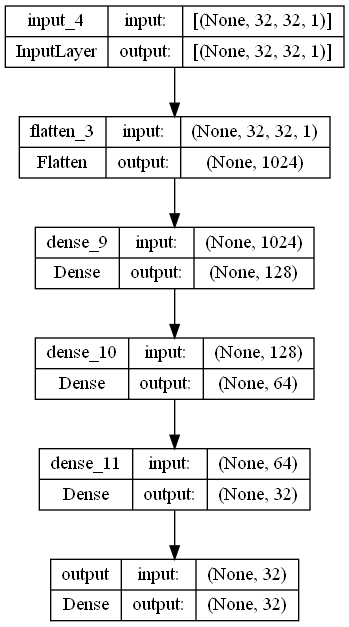 input_4 input: [(None, 32, 32, 1)]
InputLayer output: [(None, 32, 32, 1)]
flatten_3 input: (None, 32, 32, 1)
Flatten output: (None, 1024)
dense_9 input: (None, 1024)
Dense output: (None, 128)
dense_10 input: (None, 128)
Dense output: (None, 64)
dense_11 input: (None, 64)
Dense output: (None, 32)
output input: (None, 32)
Dense output: (None, 32)